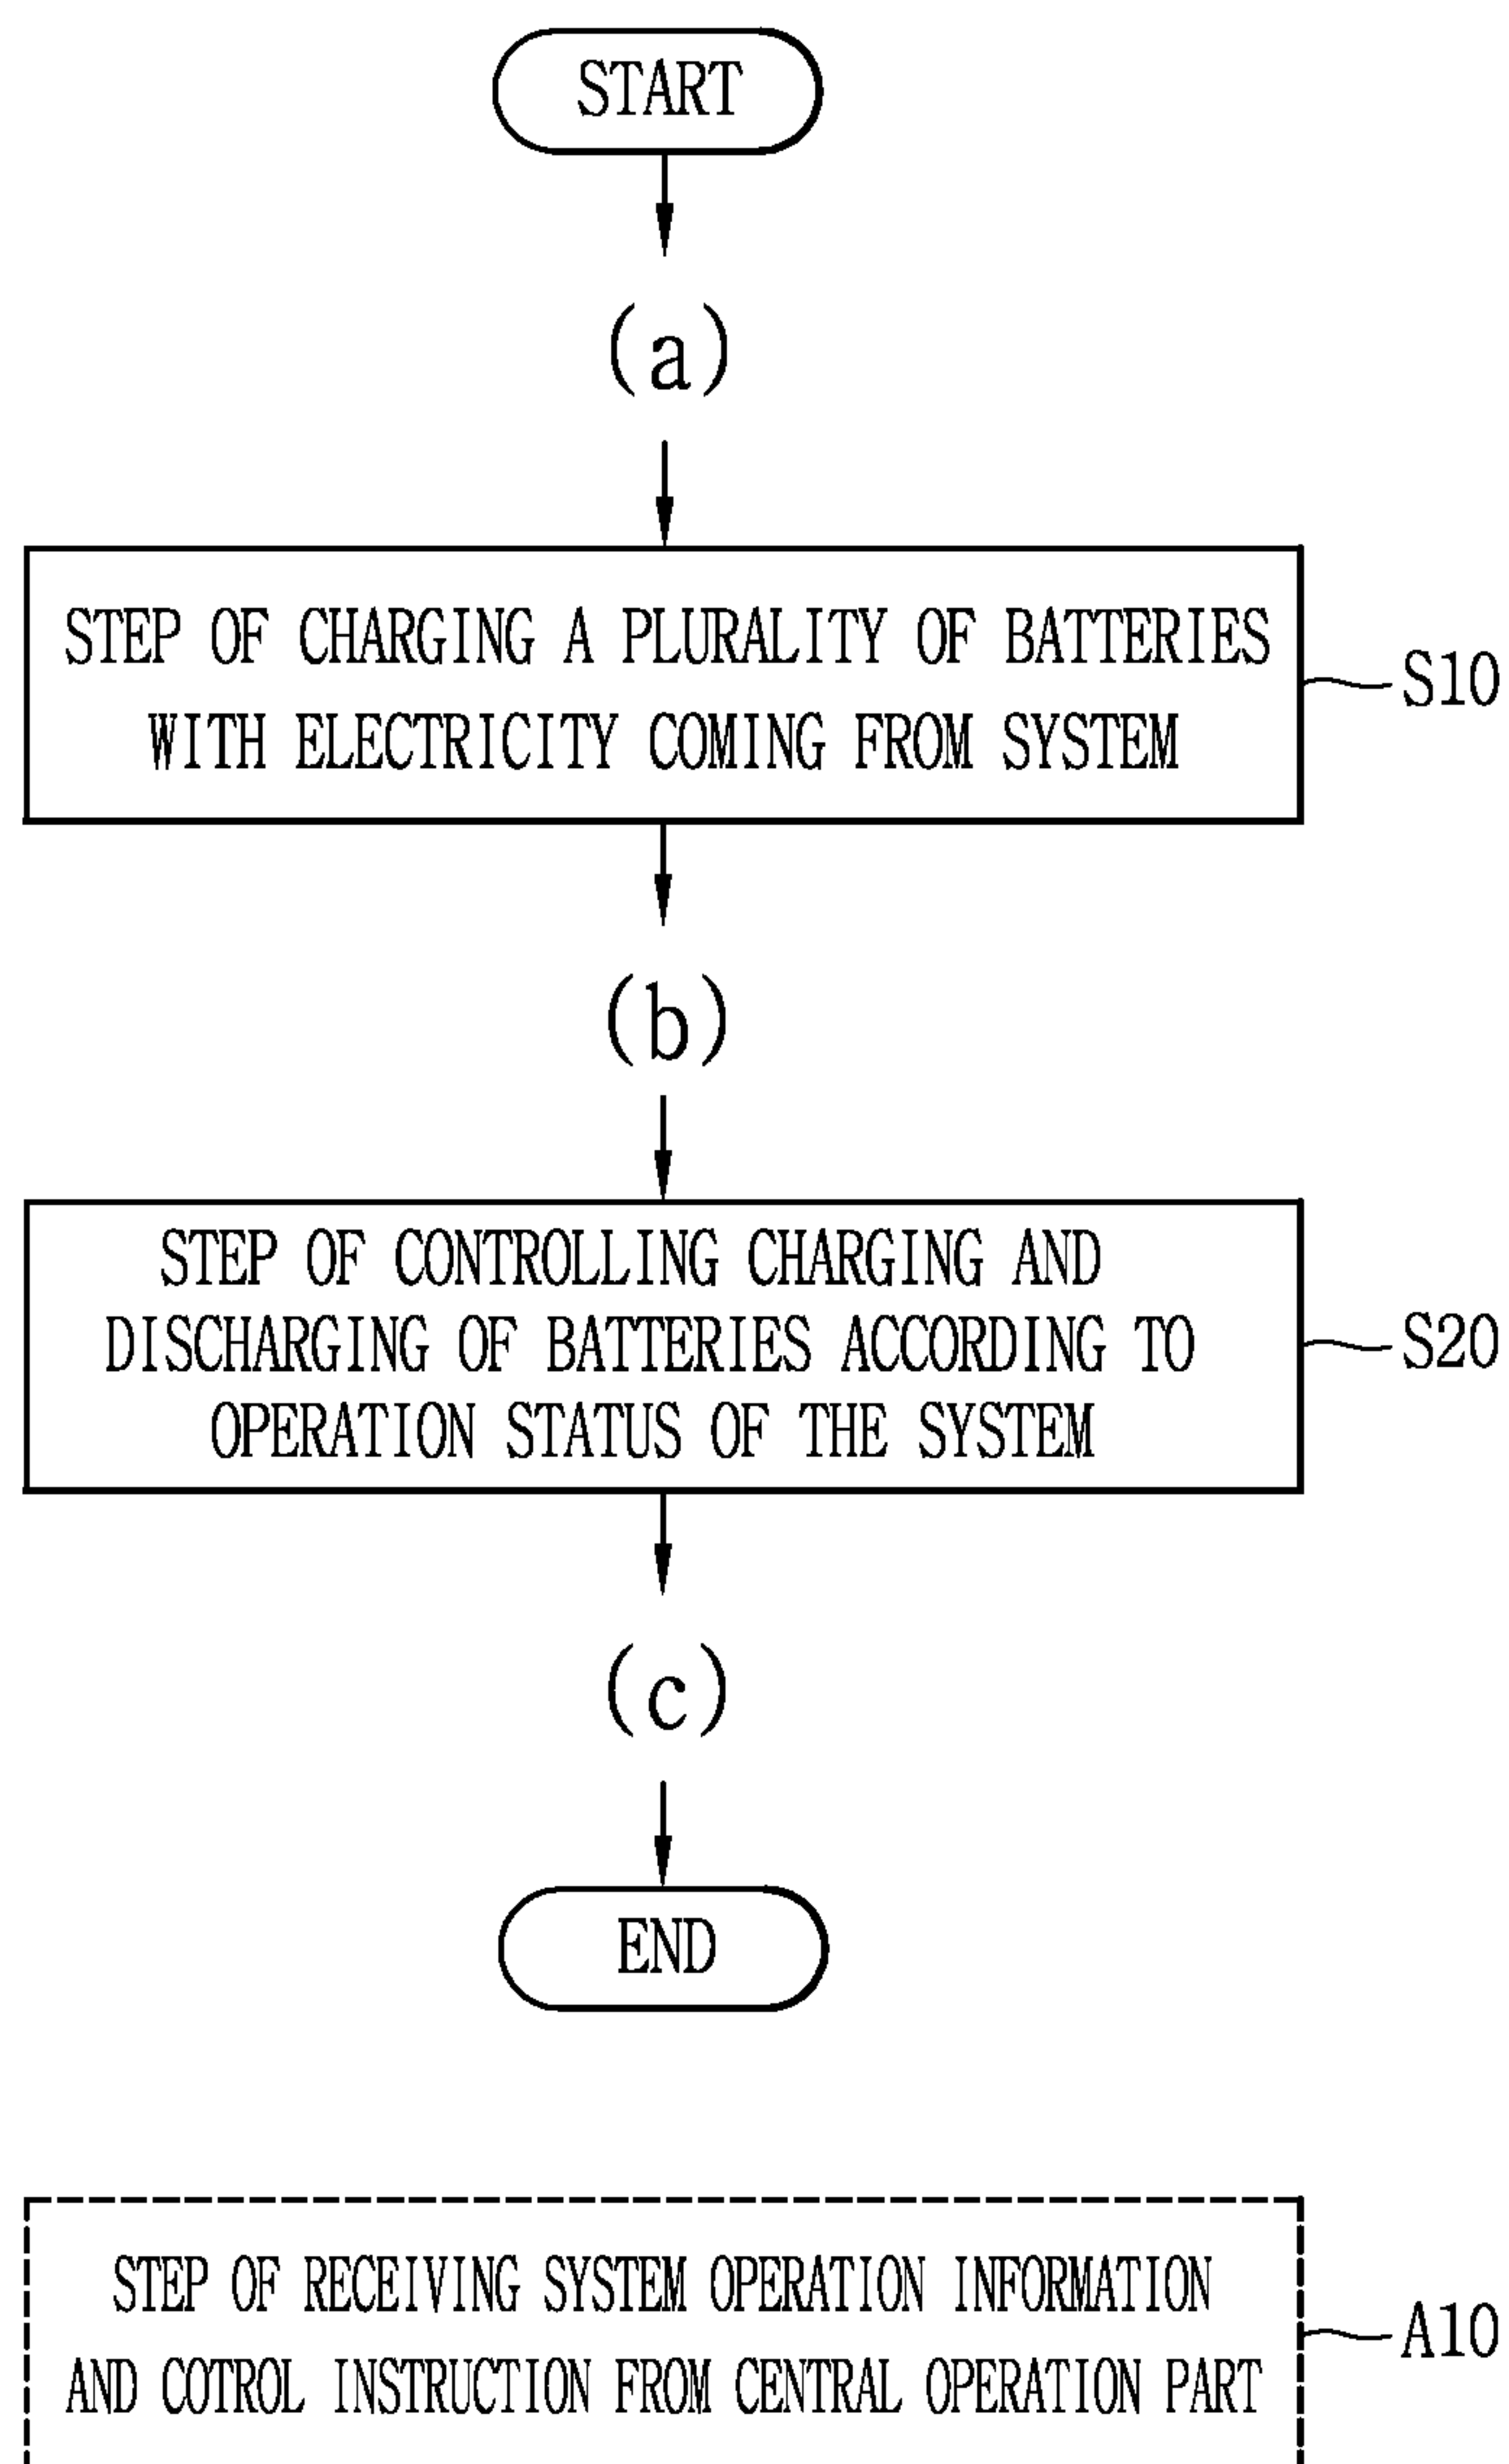 START
(a)
STEP OF CHARGING A PLURALITY OF BATTERIES
WITH ELECTRICITY COMING FROM SYSTEM
S10
(b)
STEP OF CONTROLLING CHARGING AND
DISCHARGING OF BATTERIES ACCORDING TO
OPERATION STATUS OF THE SYSTEM
S20
(c)
END
STEP OF RECEIVING SYSTEM OPERATION INFORMATION
AND COTROL INSTRUCTION FROM CENTRAL OPERATION PART
A10